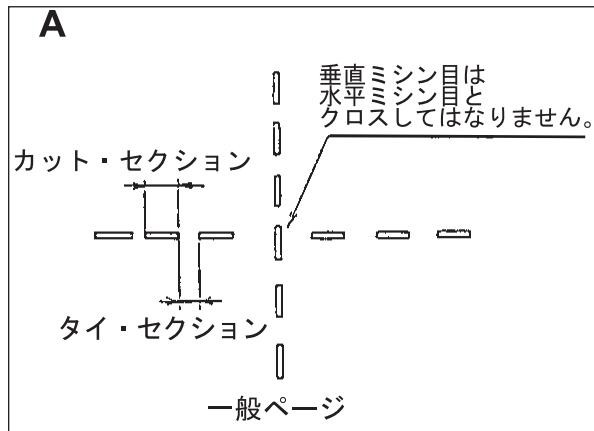 A
垂直ミシン目は
水平ミシン目と
クロスしてはなりません。
カット・セクション
タイ・セクション
一般ページ